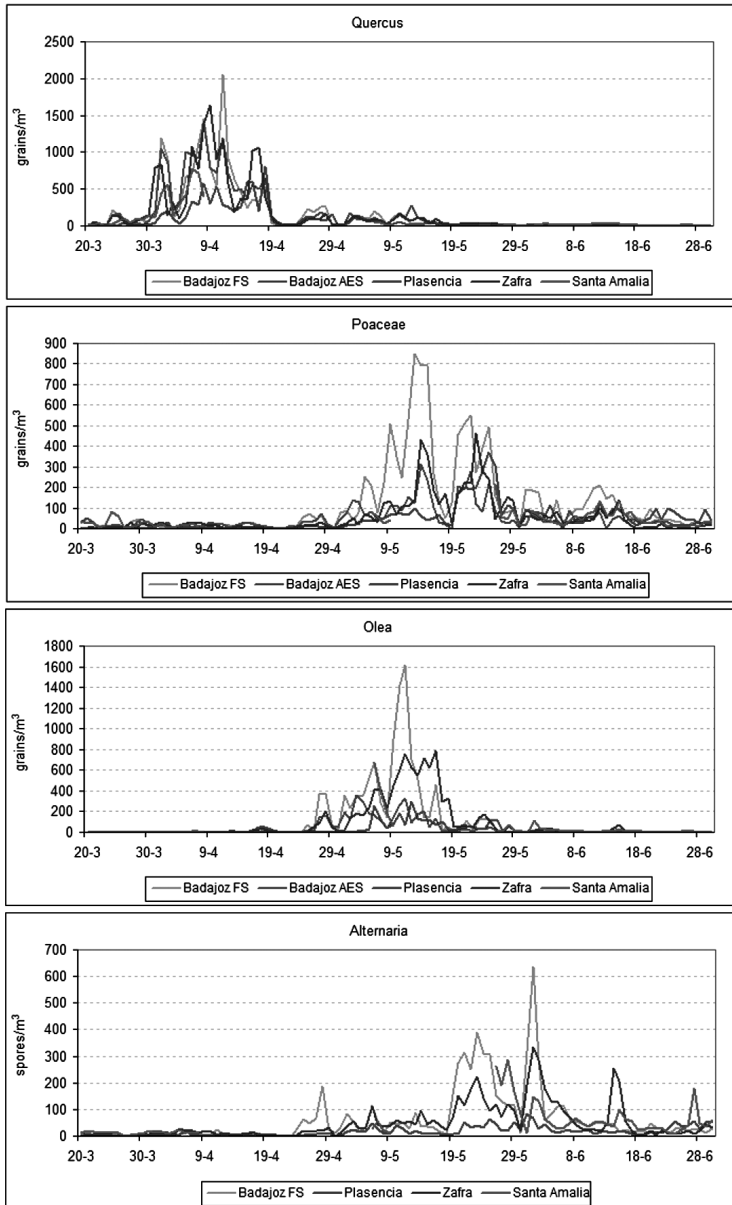 Quercus
2500
2000
1500
1000
500
0
grains/m³
20-3 30-3 9-4 19-4 29-4 9-5 19-5 29-5 8-6 18-6 28-6
Badajoz FS Badajoz AES Plasencia Zafra Santa Amalia
Poaceae
900
800
700
600
500
400
300
200
100
0
grains/m³
20-3 30-3 9-4 19-4 29-4 9-5 19-5 29-5 8-6 18-6 28-6
Badajoz FS Badajoz AES Plasencia Zafra Santa Amalia
Olea
1800
1600
1400
1200
1000
800
600
400
200
0
grains/m³
20-3 30-3 9-4 19-4 29-4 9-5 19-5 29-5 8-6 18-6 28-6
Badajoz FS Badajoz AES Plasencia Zafra Santa Amalia
Alternaria
700
600
500
400
300
200
100
0
spores/m³
20-3 30-3 9-4 19-4 29-4 9-5 19-5 29-5 8-6 18-6 28-6
Badajoz FS Plasencia Zafra Santa Amalia